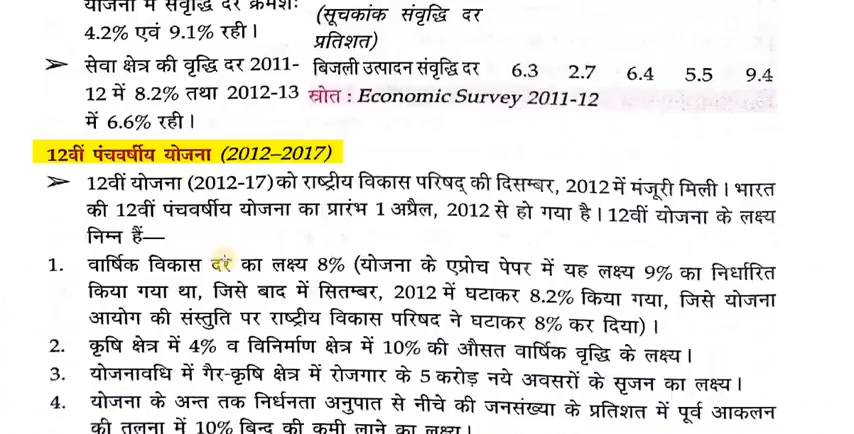 योजना में संवृद्धि दर क्रमशः
4.2% एवं 9.1% रही।
➢ सेवा क्षेत्र की वृद्धि दर 2011-
12 में 8.2% तथा 2012-13
में 6.6% रही।
(सूचकांक संवृद्धि दर
प्रतिशत)
बिजली उत्पादन संवृद्धि दर 6.3 2.7 6.4 5.5 9.4
स्रोत : Economic Survey 2011-12
12वीं पंचवर्षीय योजना (2012–2017)
➢ 12वीं योजना (2012-17) को राष्ट्रीय विकास परिषद् की दिसम्बर, 2012 में मंजूरी मिली। भारत
की 12वीं पंचवर्षीय योजना का प्रारंभ 1 अप्रैल, 2012 से हो गया है। 12वीं योजना के लक्ष्य
निम्न हैं—
1. वार्षिक विकास दर का लक्ष्य 8% (योजना के एप्रोच पेपर में यह लक्ष्य 9% का निर्धारित
किया गया था, जिसे बाद में सितम्बर, 2012 में घटाकर 8.2% किया गया, जिसे योजना
आयोग की संस्तुति पर राष्ट्रीय विकास परिषद ने घटाकर 8% कर दिया)।
2. कृषि क्षेत्र में 4% व विनिर्माण क्षेत्र में 10% की औसत वार्षिक वृद्धि के लक्ष्य।
3. योजनावधि में गैर-कृषि क्षेत्र में रोजगार के 5 करोड़ नये अवसरों के सृजन का लक्ष्य।
4. योजना के अन्त तक निर्धनता अनुपात से नीचे की जनसंख्या के प्रतिशत में पूर्व आकलन
की तुलना में 10% बिन्दु की कमी लाने का लक्ष्य।